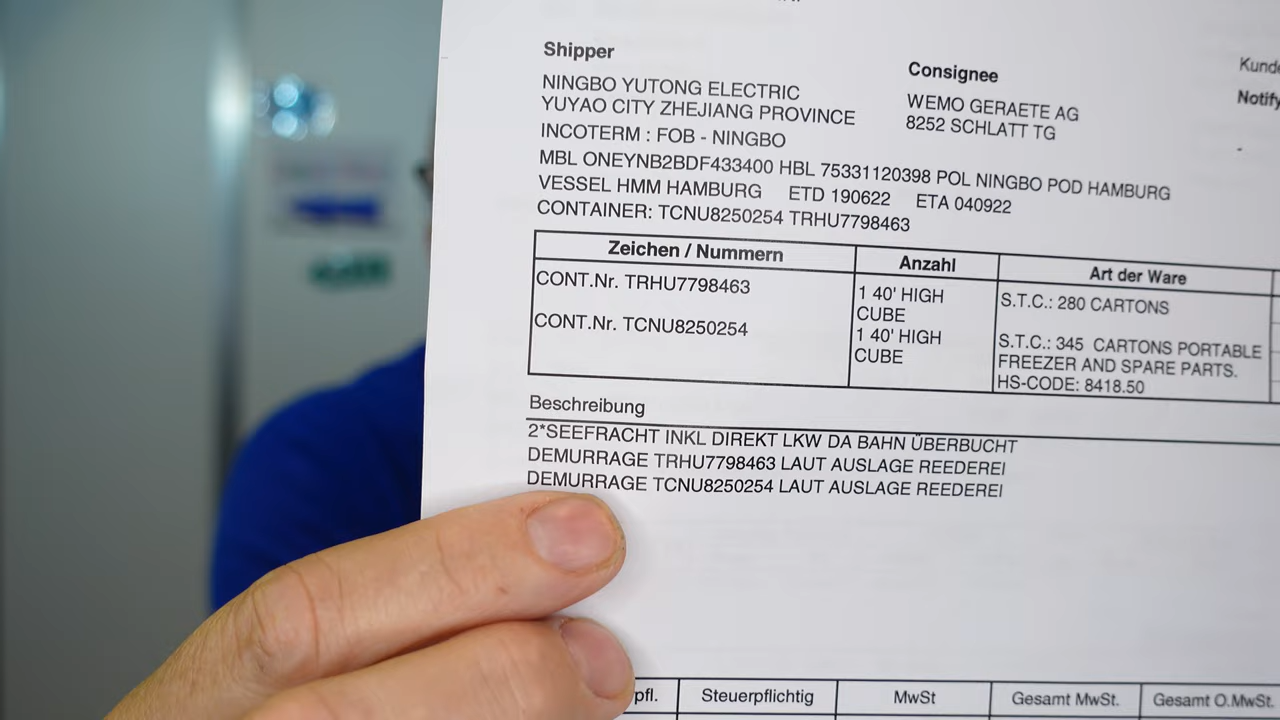 Shipper
NINGBO YUTONG ELECTRIC
YUYAO CITY ZHEJIANG PROVINCE
INCOTERM : FOB - NINGBO
MBL ONEYNB2BDF433400 HBL 75331120398 POL NINGBO POD HAMBURG
VESSEL HMM HAMBURG ETD 190622 ETA 040922
CONTAINER: TCNU8250254 TRHU7798463
Consignee
WEMO GERAETE AG
8252 SCHLATT TG
Notify
Zeichen / Nummern
Anzahl
Art der Ware
CONT.Nr. TRHU7798463
1 40' HIGH
CUBE
S.T.C.: 280 CARTONS
CONT.Nr. TCNU8250254
1 40' HIGH
CUBE
S.T.C.: 345 CARTONS PORTABLE
FREEZER AND SPARE PARTS.
HS-CODE: 8418.50
Beschreibung
2*SEEFRACHT INKL DIREKT LKW DA BAHN ÜBERBUCHT
DEMURRAGE TRHU7798463 LAUT AUSLAGE REEDEREI
DEMURRAGE TCNU8250254 LAUT AUSLAGE REEDEREI
pfl.
Steuerpflichtig
MwSt
Gesamt MwSt.
Gesamt O.MwSt.